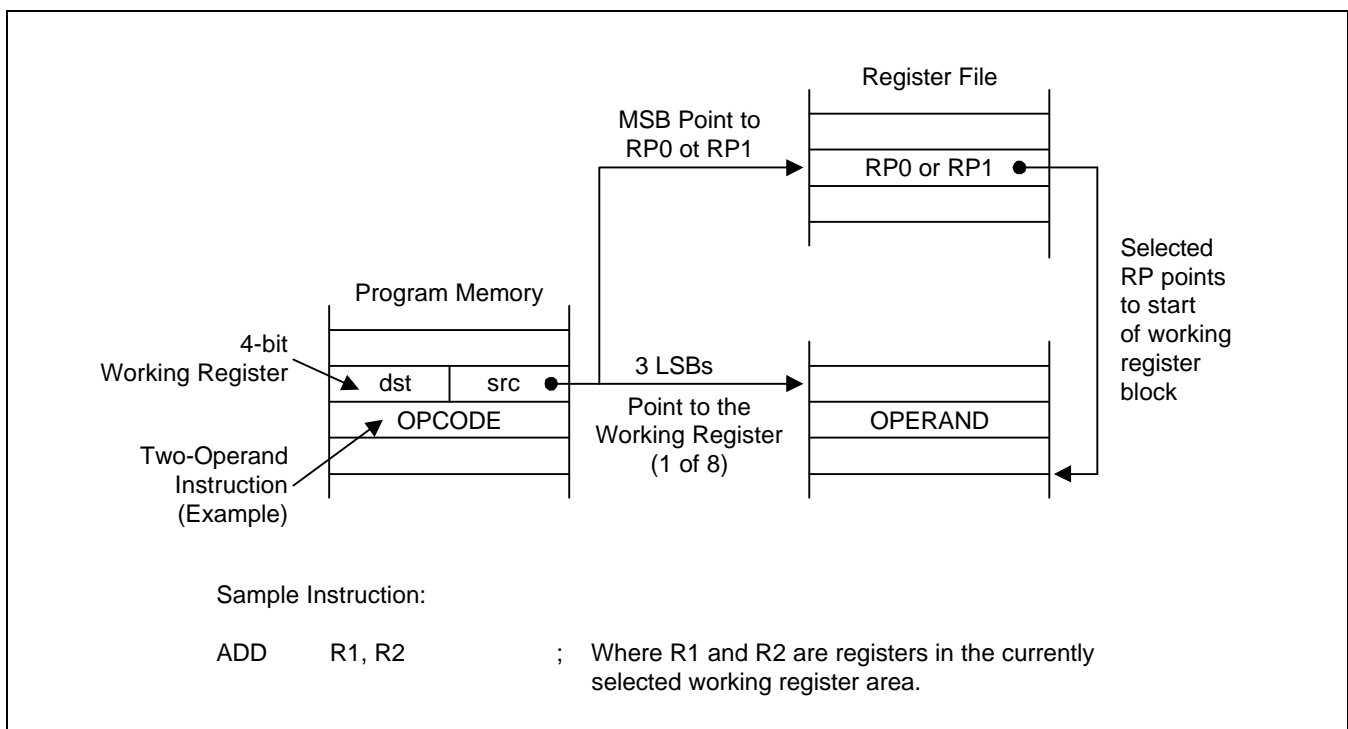 Register File
MSB Point to
RP0 ot RP1
RP0 or RP1
Selected
RP points
to start
of working
register
block
Program Memory
4-bit
Working Register
dst
src
3 LSBs
OPCODE
Point to the
Working Register
(1 of 8)
OPERAND
Two-Operand
Instruction
(Example)
Sample Instruction:
ADD R1, R2 ; Where R1 and R2 are registers in the currently
selected working register area.